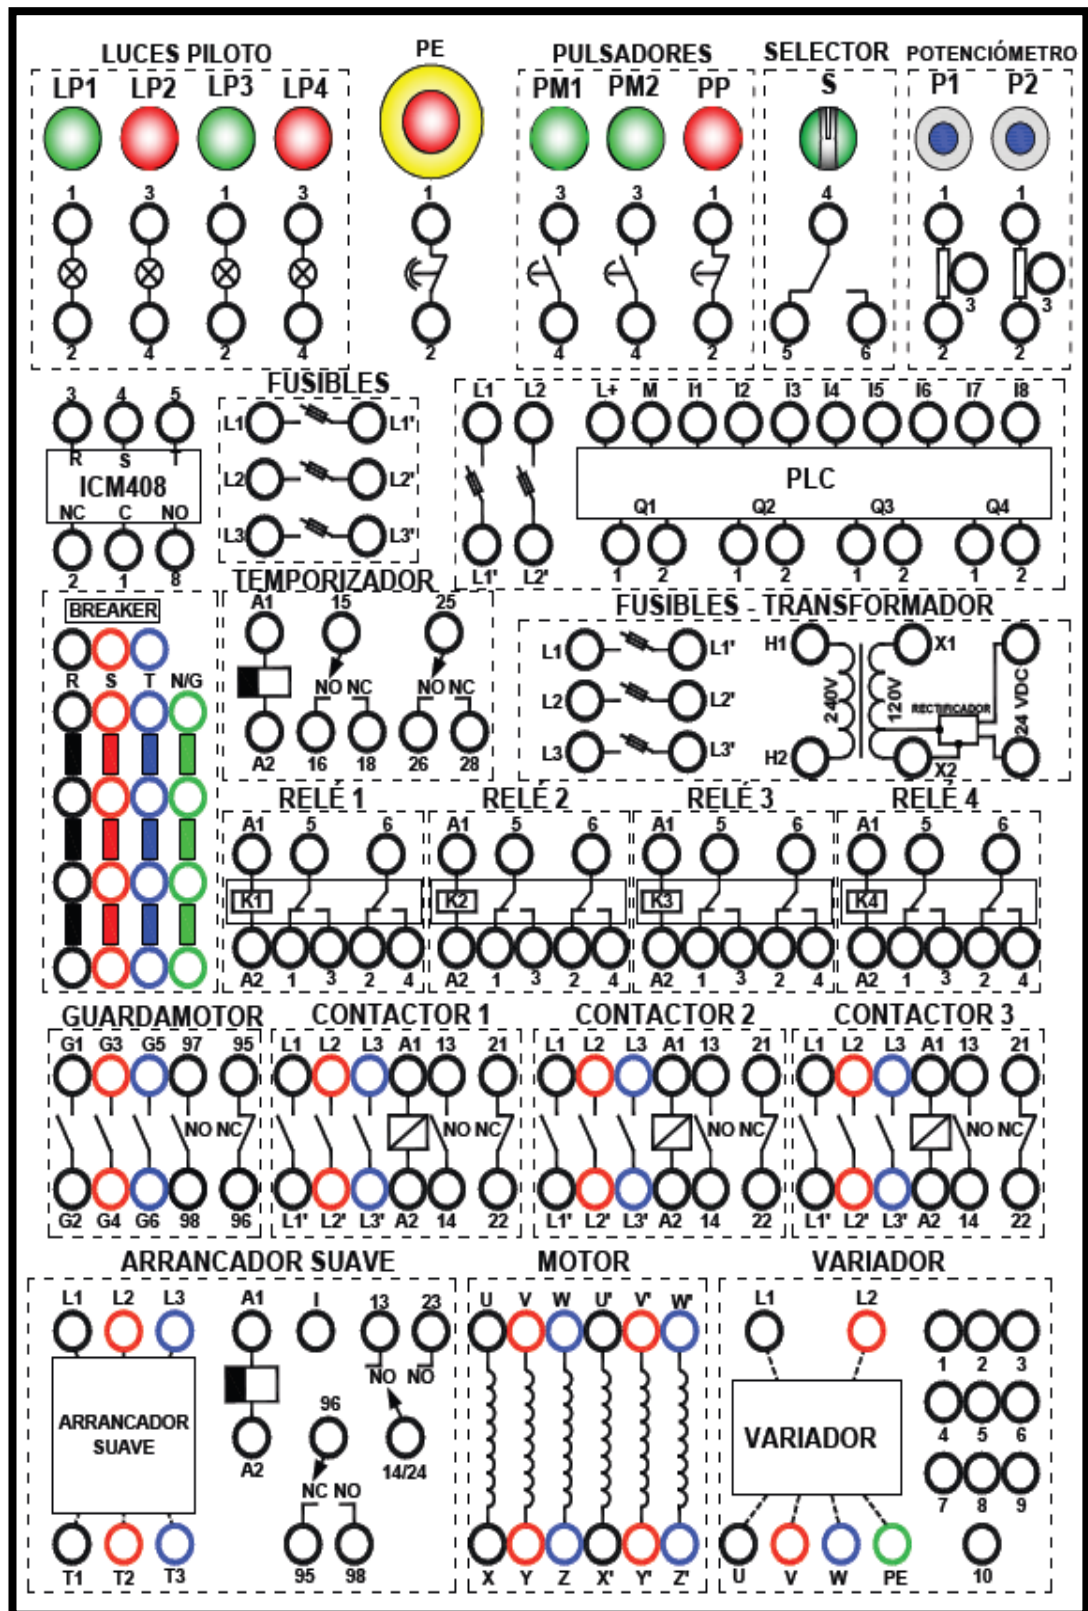 LUCES PILOTO PE PULSADORES SELECTOR POTENCIÓMETRO
LP1 LP2 LP3 LP4 PM1 PM2 PP S P1 P2
1 3 1 3 1 3 3 1 4 1 1
3 3
2 4 2 4 2 4 4 2 5 6 2 2
3 4 5
R S T
ICM408
NC C NO
2 1 8
FUSIBLES
L1 L1'
L2 L2'
L3 L3'
L1 L2 L+ M I1 I2 I3 I4 I5 I6 I7 I8
PLC
Q1 Q2 Q3 Q4
L1' L2' 1 2 1 2 1 2 1 2
BREAKER
R S T N/G
TEMPORIZADOR
A1 15 25
NO NC NO NC
A2 16 18 26 28
FUSIBLES - TRANSFORMADOR
L1 L1' H1 X1
L2 L2' 240V 120V RECTIFICADOR 24 VDC
L3 L3' H2 X2
RELÉ 1 RELÉ 2 RELÉ 3 RELÉ 4
A1 5 6 A1 5 6 A1 5 6 A1 5 6
K1 K2 K3 K4
A2 1 3 2 4 A2 1 3 2 4 A2 1 3 2 4 A2 1 3 2 4
GUARDAMOTOR CONTACTOR 1 CONTACTOR 2 CONTACTOR 3
G1 G3 G5 97 95 L1 L2 L3 A1 13 21 L1 L2 L3 A1 13 21 L1 L2 L3 A1 13 21
NO NC NO NC NO NC NO NC
G2 G4 G6 98 96 L1' L2' L3' A2 14 22 L1' L2' L3' A2 14 22 L1' L2' L3' A2 14 22
ARRANCADOR SUAVE MOTOR VARIADOR
L1 L2 L3 A1 I 13 23
NO NO
ARRANCADOR
SUAVE
96
A2 14/24
NC NO
T1 T2 T3 95 98
U V W U' V' W'
X Y Z X' Y' Z'
L1 L2
1 2 3
VARIADOR
4 5 6
7 8 9
U V W PE 10